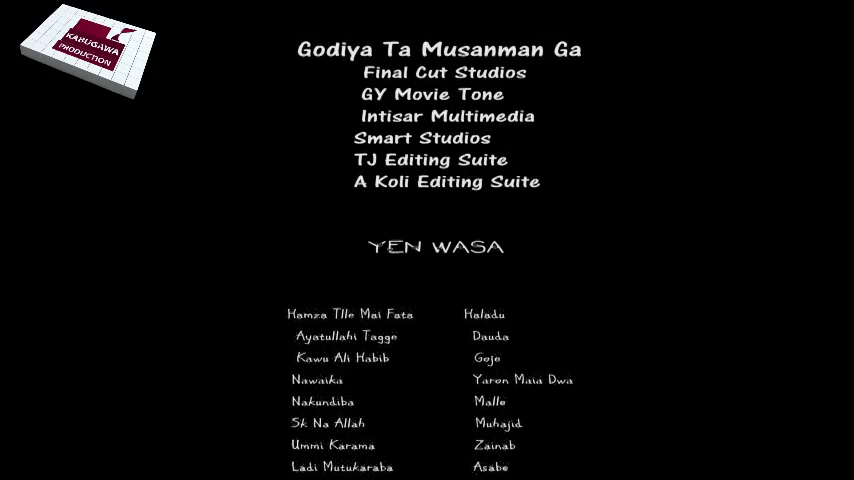 KABUGAWA
PRODUCTION
Godiya Ta Musanman Ga
Final Cut Studios
GY Movie Tone
Intisar Multimedia
Smart Studios
TJ Editing Suite
A Koli Editing Suite
YEN WASA
Hamza Tlle Mai Fata Haladu
Ayatullahi Tagge Dauda
Kawu Ali Habib Goje
Nawaika Yaron Maia Dwa
Nakundiba Malle
Sk Na Allah Muhajid
Ummi Karama Zainab
Ladi Mutukaraba Asabe